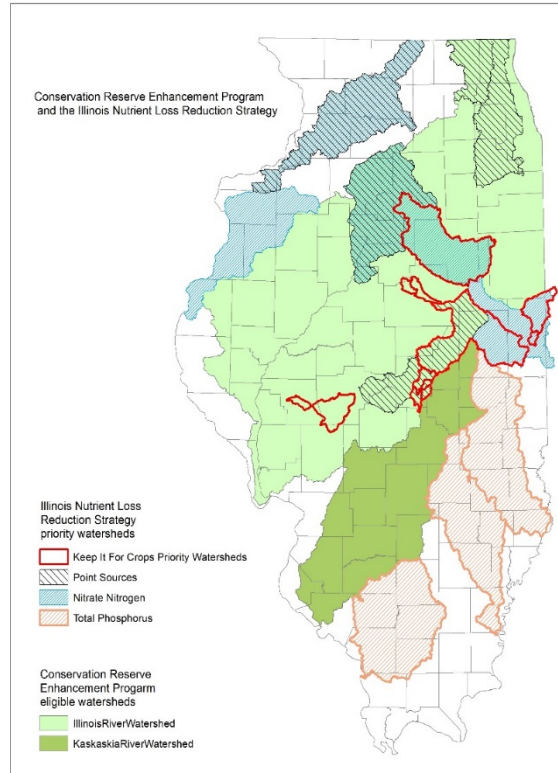 Conservation Reserve Enhancement Program
and the Illinois Nutrient Loss Reduction Strategy
Illinois Nutrient Loss
Reduction Strategy
priority watersheds
Keep It For Crops Priority Watersheds
Point Sources
Nitrate Nitrogen
Total Phosphorus
Conservation Reserve
Enhancement Progarm
eligible watersheds
IllinoisRiverWatershed
KaskaskiaRiverWatershed